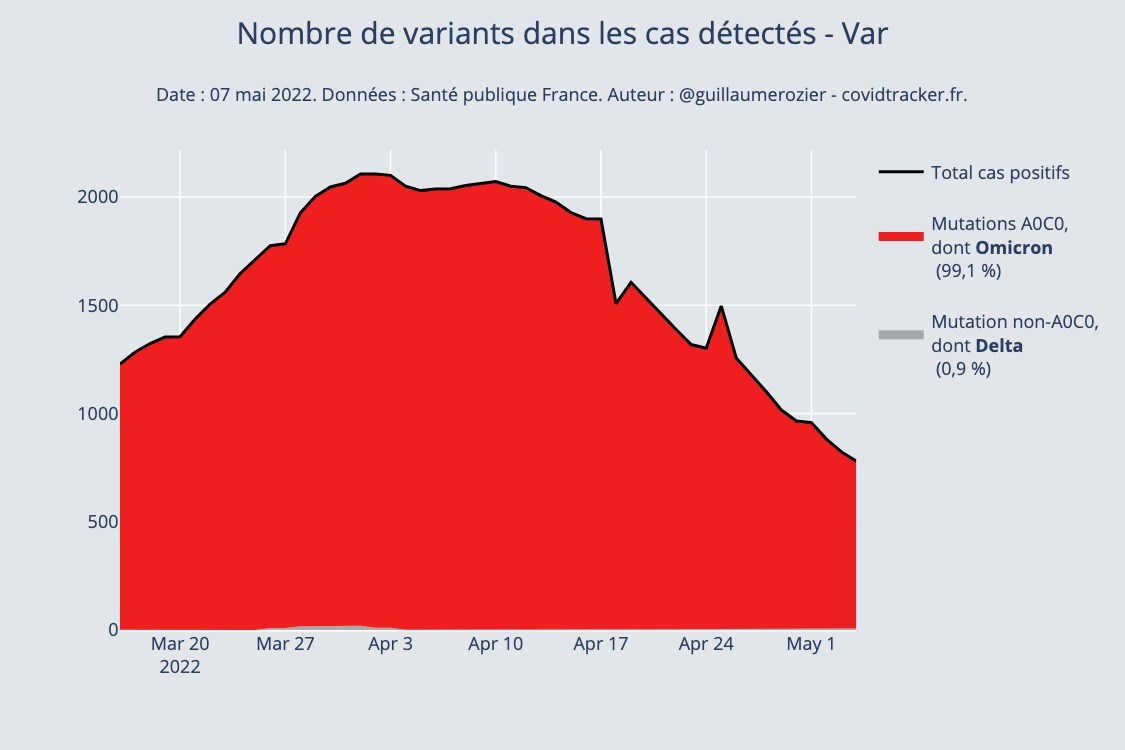 Nombre de variants dans les cas détectés - Var
Date : 07 mai 2022. Données : Santé publique France. Auteur : @guillaumerozier - covidtracker.fr.
2000
1500
1000
500
0
Mar 20
2022
Mar 27
Apr 3
Apr 10
Apr 17
Apr 24
May 1
Total cas positifs
Mutations A0C0,
dont Omicron
(99,1 %)
Mutation non-A0C0,
dont Delta
(0,9 %)